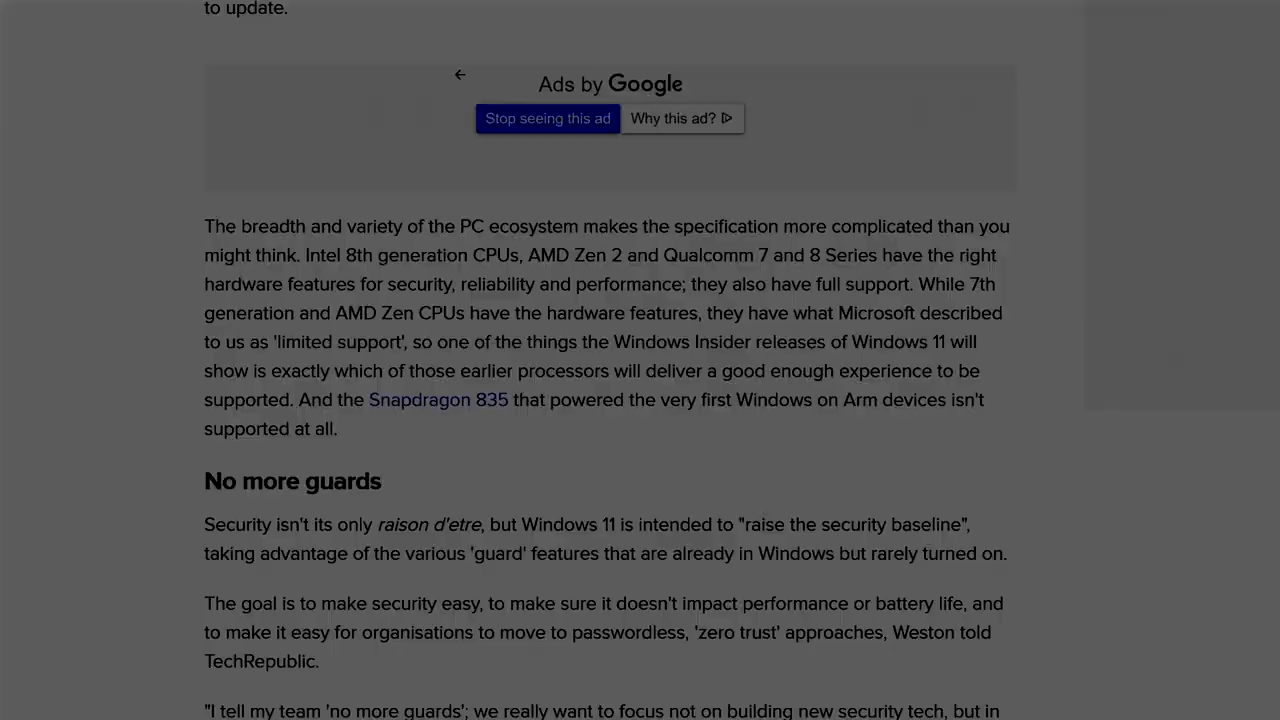 to update.
Ads by Google
Stop seeing this ad
Why this ad?
The breadth and variety of the PC ecosystem makes the specification more complicated than you
might think. Intel 8th generation CPUs, AMD Zen 2 and Qualcomm 7 and 8 Series have the right
hardware features for security, reliability and performance; they also have full support. While 7th
generation and AMD Zen CPUs have the hardware features, they have what Microsoft described
to us as 'limited support', so one of the things the Windows Insider releases of Windows 11 will
show is exactly which of those earlier processors will deliver a good enough experience to be
supported. And the Snapdragon 835 that powered the very first Windows on Arm devices isn't
supported at all.
No more guards
Security isn't its only raison d'etre, but Windows 11 is intended to "raise the security baseline",
taking advantage of the various 'guard' features that are already in Windows but rarely turned on.
The goal is to make security easy, to make sure it doesn't impact performance or battery life, and
to make it easy for organisations to move to passwordless, 'zero trust' approaches, Weston told
TechRepublic.
"I tell my team 'no more guards'; we really want to focus not on building new security tech, but in